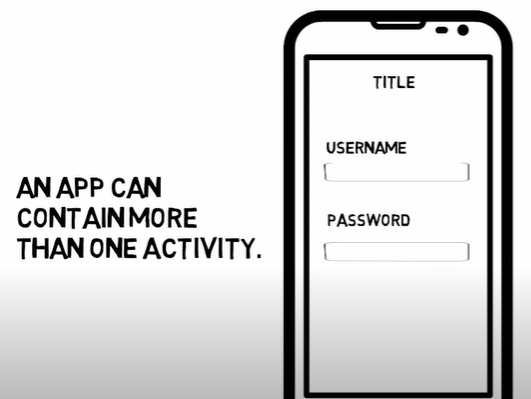 AN APP CAN
CONTAIN MORE
THAN ONE ACTIVITY.
TITLE
USERNAME
PASSWORD